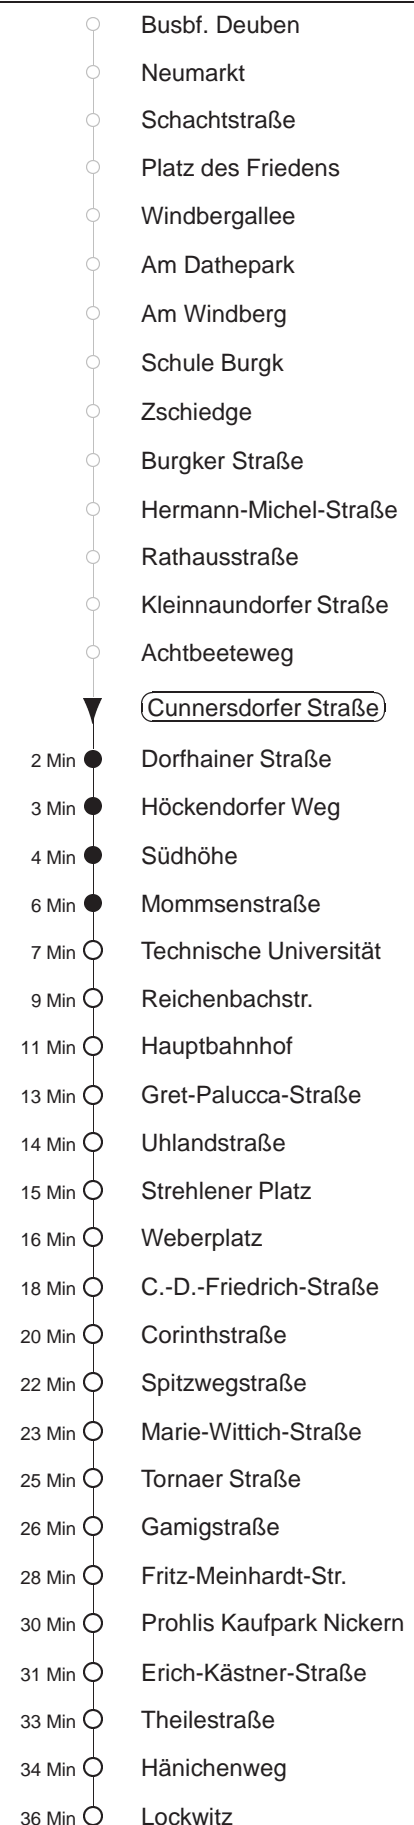 Busbf. Deuben
Neumarkt
Schachtstraße
Platz des Friedens
Windbergallee
Am Dathepark
Am Windberg
Schule Burgk
Zschiedge
Burgker Straße
Hermann-Michel-Straße
Rathausstraße
Kleinnaundorfer Straße
Achtbeeteweg
Cunnersdorfer Straße
2 Min Dorfhainer Straße
3 Min Höckendorfer Weg
4 Min Südhöhe
6 Min Mommsenstraße
7 Min Technische Universität
9 Min Reichenbachstr.
11 Min Hauptbahnhof
13 Min Gret-Palucca-Straße
14 Min Uhlandstraße
15 Min Strehlener Platz
16 Min Weberplatz
18 Min C.-D.-Friedrich-Straße
20 Min Corinthstraße
22 Min Spitzwegstraße
23 Min Marie-Wittich-Straße
25 Min Tornaer Straße
26 Min Gamigstraße
28 Min Fritz-Meinhardt-Str.
30 Min Prohlis Kaufpark Nickern
31 Min Erich-Kästner-Straße
33 Min Theilestraße
34 Min Hänichenweg
36 Min Lockwitz